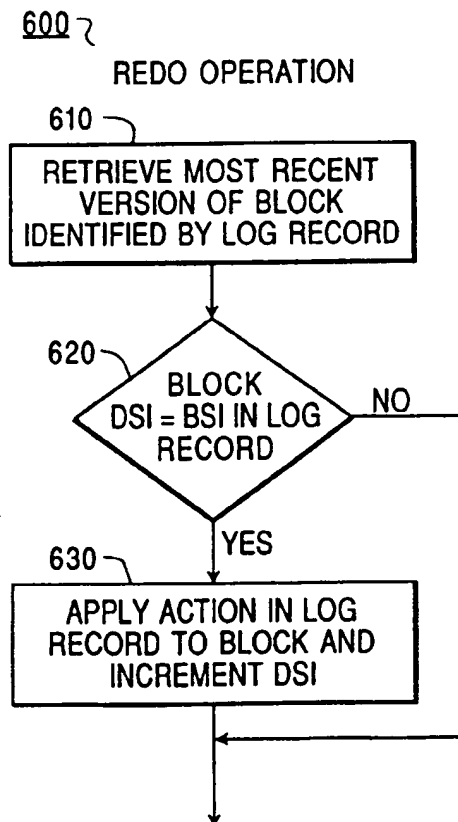 600
REDO OPERATION
610
RETRIEVE MOST RECENT
VERSION OF BLOCK
IDENTIFIED BY LOG RECORD
620
BLOCK
DSI = BSI IN LOG
RECORD
NO
YES
630
APPLY ACTION IN LOG
RECORD TO BLOCK AND
INCREMENT DSI